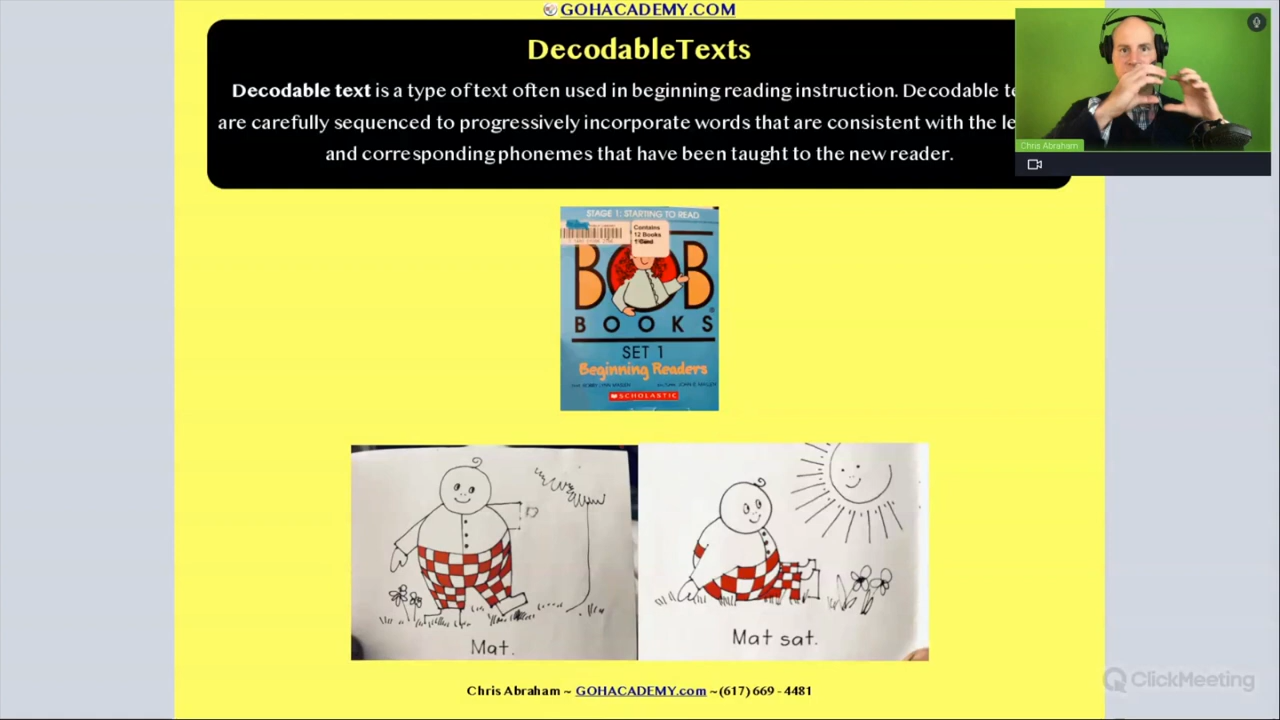 GOHACADEMY.COM
DecodableTexts
Decodable text is a type of text often used in beginning reading instruction. Decodable te
are carefully sequenced to progressively incorporate words that are consistent with the le
and corresponding phonemes that have been taught to the new reader.
Chris Abraham
STAGE 1: STARTING TO READ
Contains
12 Books
BOB
BOOKS
SET 1
Beginning Readers
SCHOLASTIC
Mat.
Mat sat.
Chris Abraham ~ GOHACADEMY.com ~(617) 669 - 4481
ClickMeeting